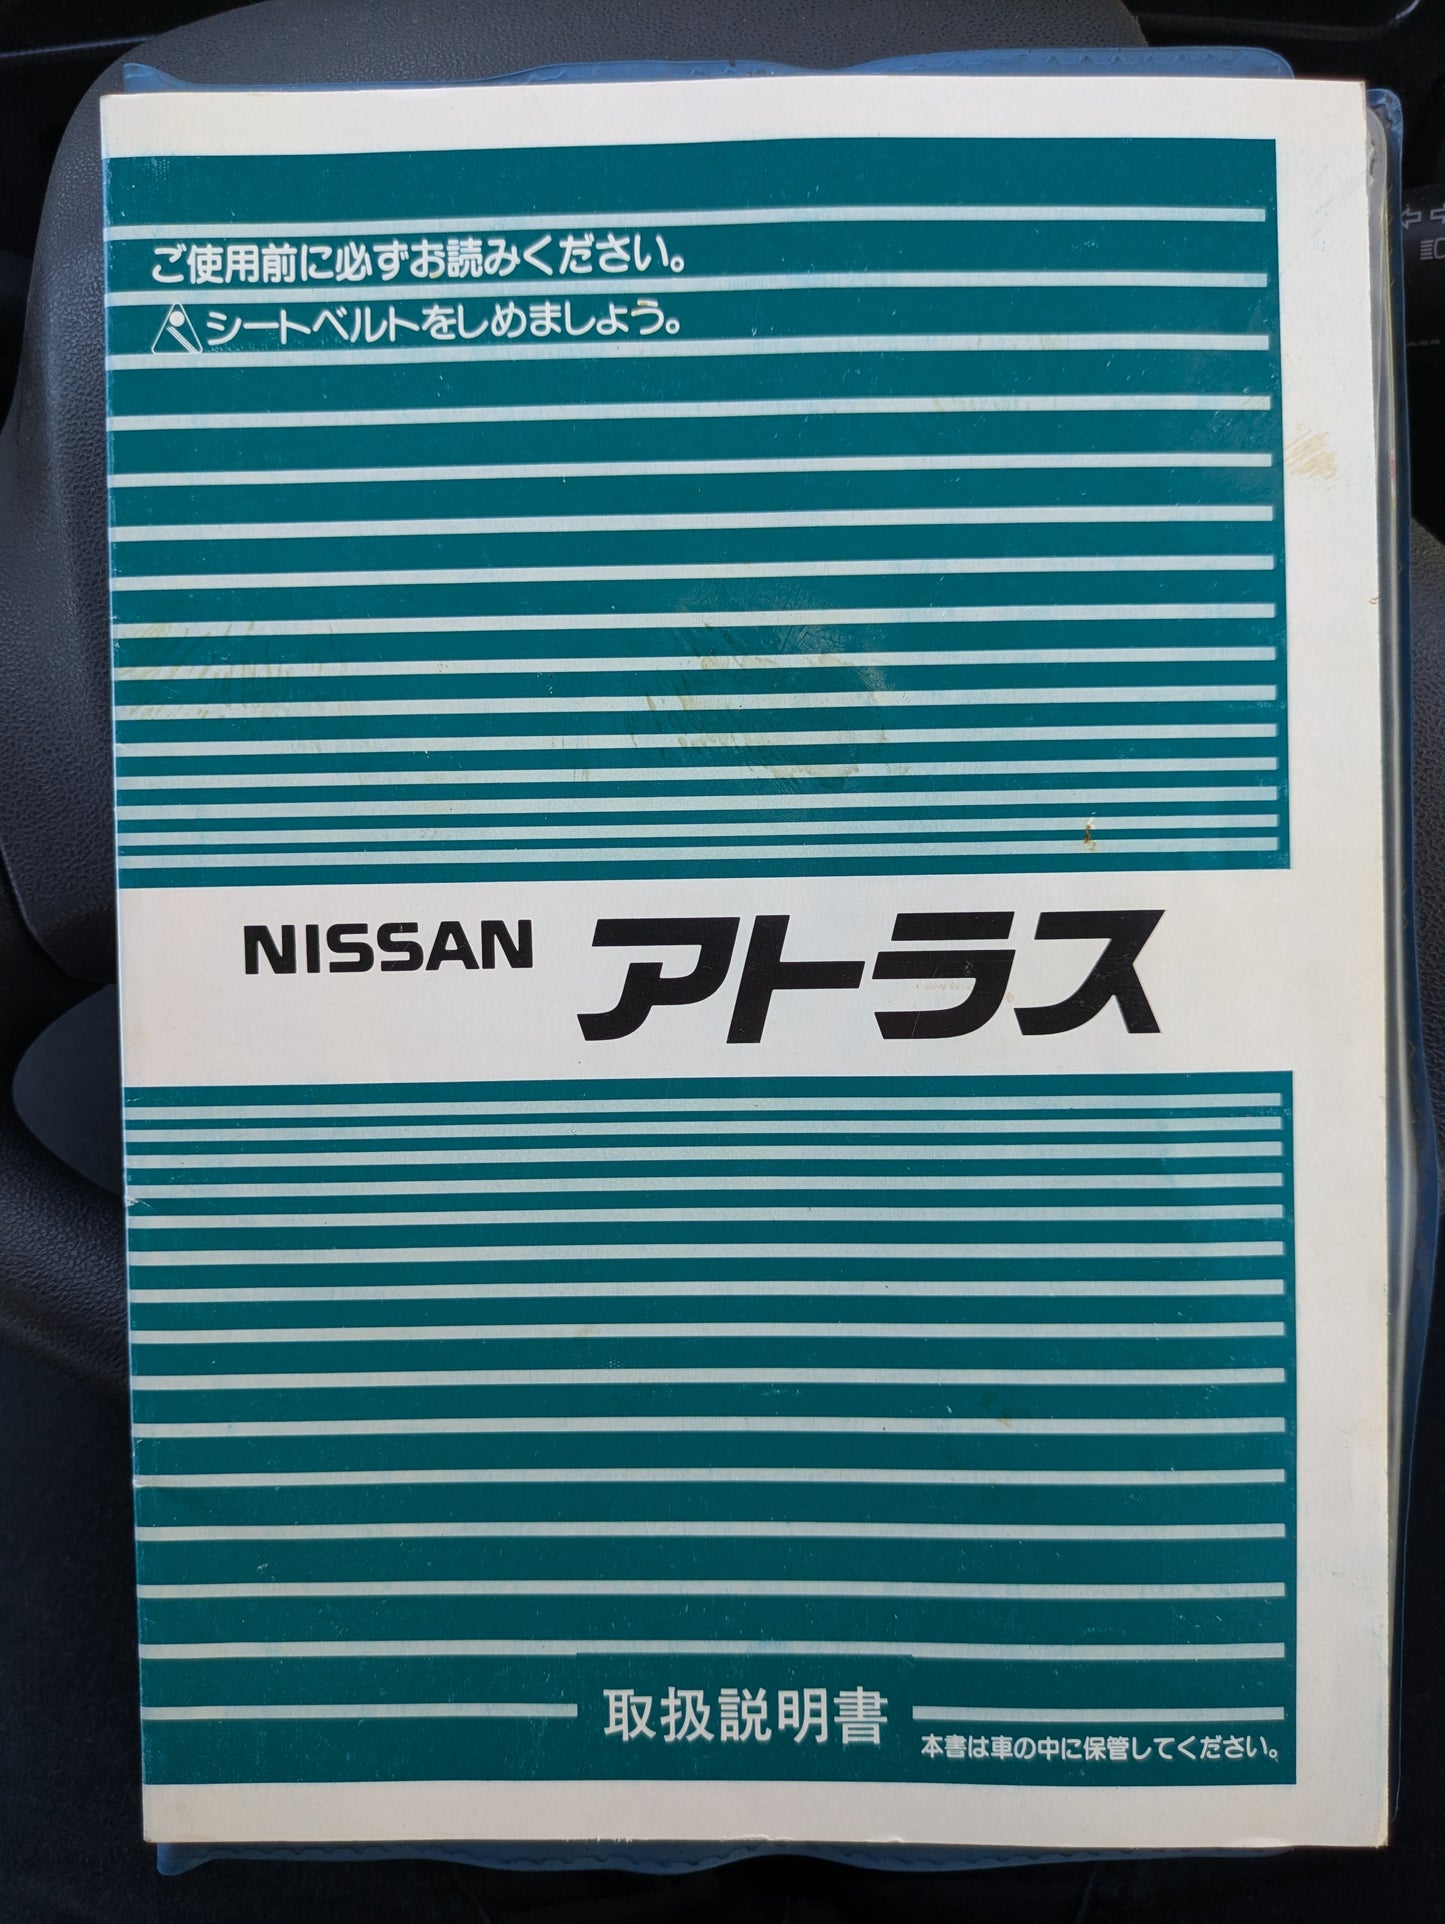 ご使用前に必ずお読みください。
シートベルトをしめましょう。
NISSAN アトラス
取扱説明書
本書は車の中に保管してください。